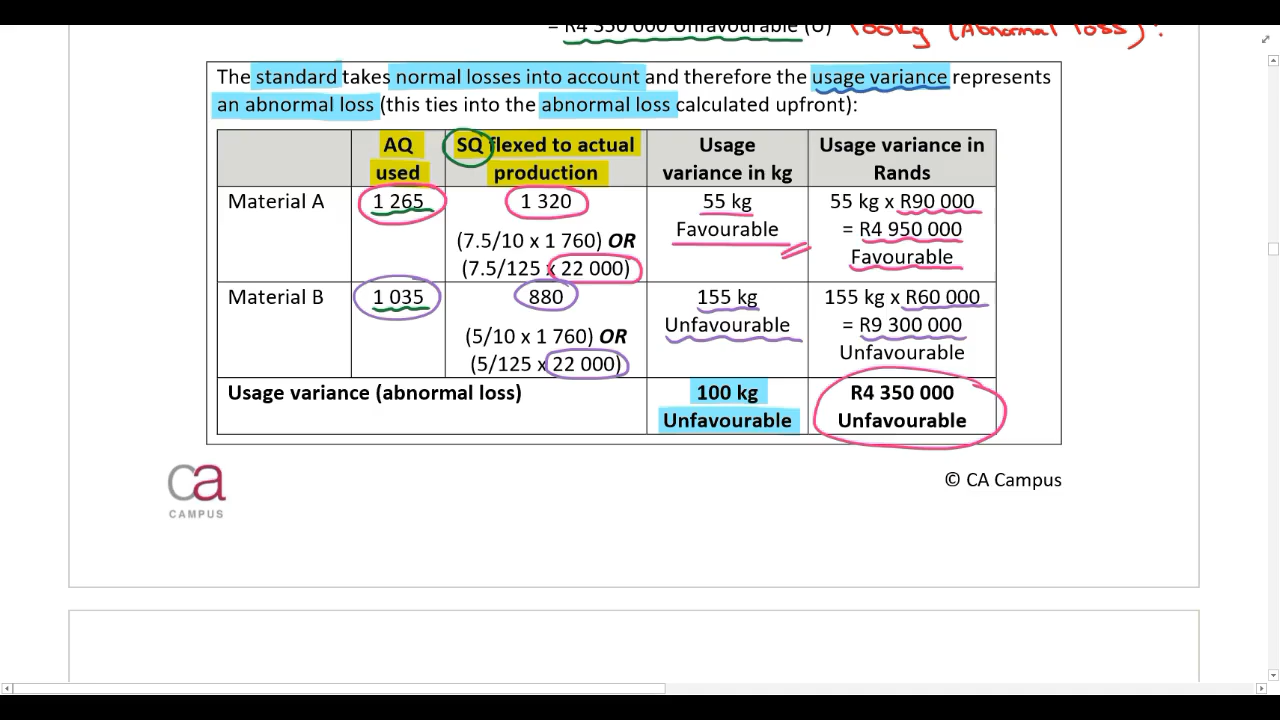 = R4 350 000 Unfavourable (U) 100kg (Abnormal loss)!
The standard takes normal losses into account and therefore the usage variance represents
an abnormal loss (this ties into the abnormal loss calculated upfront):
AQ used
SQ flexed to actual production
Usage variance in kg
Usage variance in Rands
Material A
1 265
1 320
(7.5/10 x 1 760) OR
(7.5/125 x 22 000)
55 kg
Favourable
55 kg x R90 000
= R4 950 000
Favourable
Material B
1 035
880
(5/10 x 1 760) OR
(5/125 x 22 000)
155 kg
Unfavourable
155 kg x R60 000
= R9 300 000
Unfavourable
Usage variance (abnormal loss)
100 kg
Unfavourable
R4 350 000
Unfavourable
ca
CAMPUS
© CA Campus